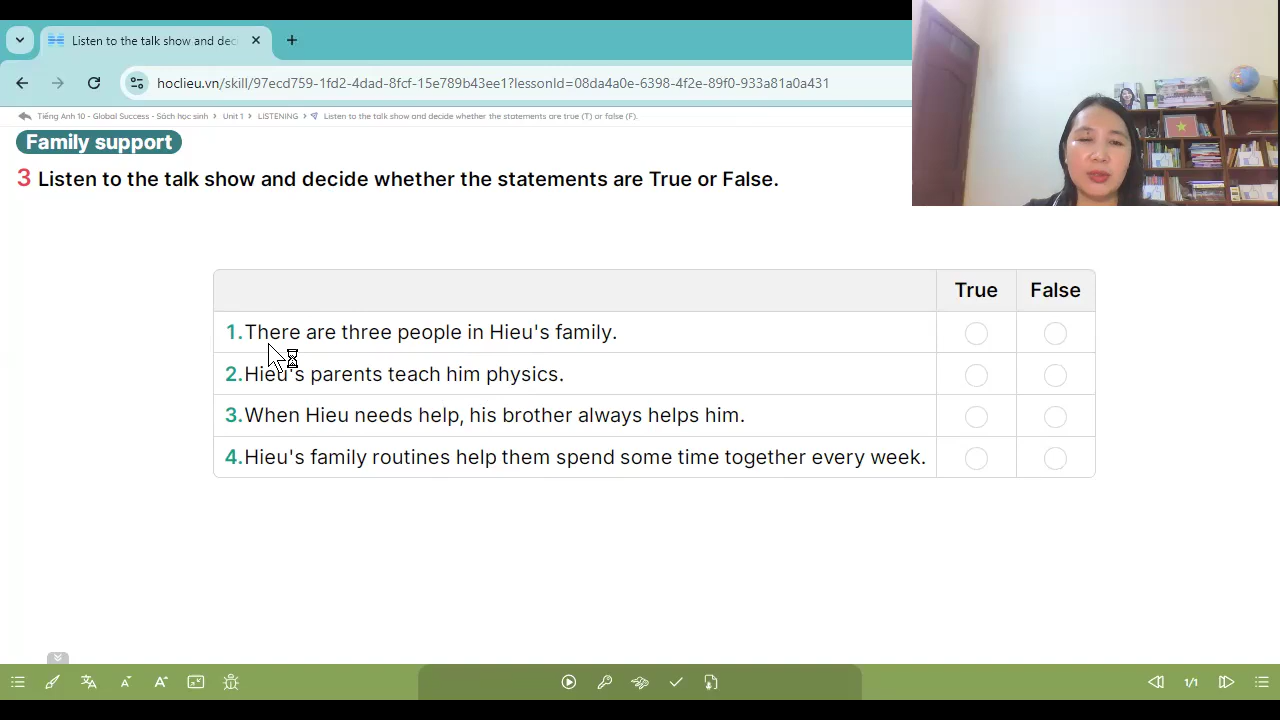 Listen to the talk show and dec
hoclieu.vn/skill/97ecd759-1fd2-4dad-8fcf-15e789b43ee1?lessonId=08da4a0e-6398-4f2e-89f0-933a81a0a431
Tiếng Anh 10 - Global Success - Sách học sinh > Unit 1 > LISTENING > Listen to the talk show and decide whether the statements are true (T) or false (F).
Family support
3 Listen to the talk show and decide whether the statements are True or False.
True False
1. There are three people in Hieu's family.
2. Hieu's parents teach him physics.
3. When Hieu needs help, his brother always helps him.
4. Hieu's family routines help them spend some time together every week.
1/1